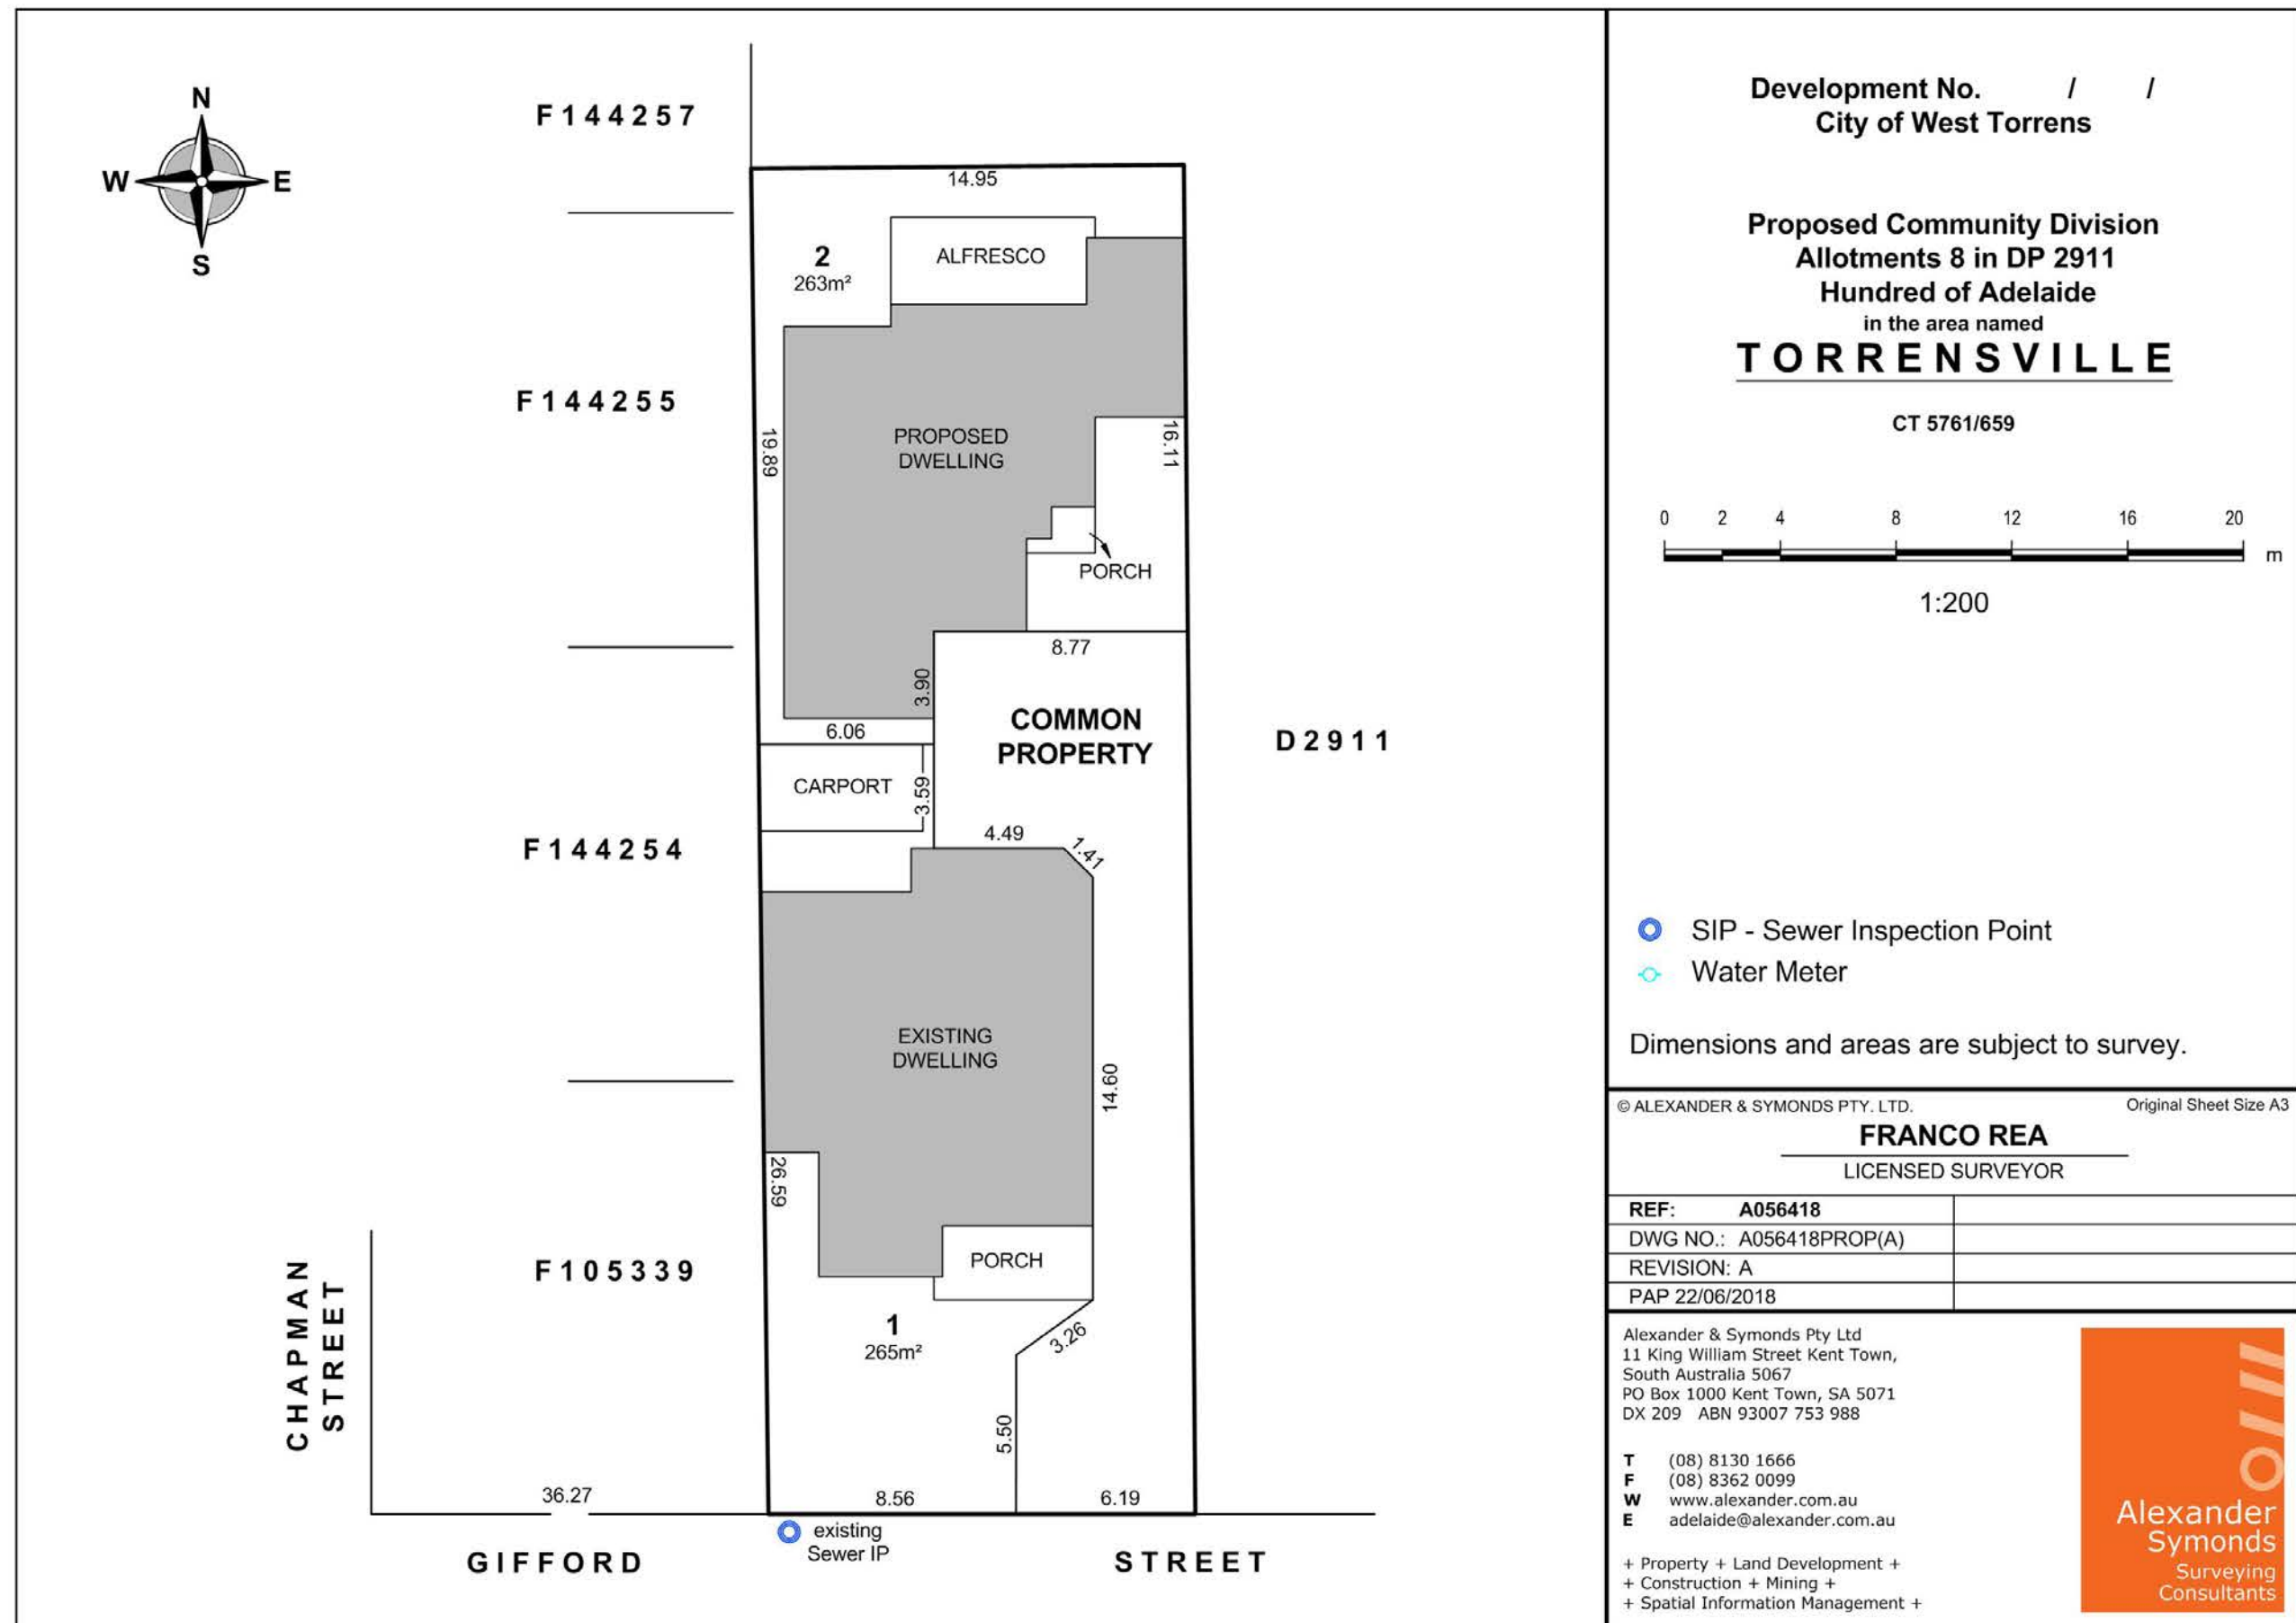 N
W
E
S
F144257
F144255
F144254
F105339
D2911
14.95
2
263m²
ALFRESCO
PROPOSED
DWELLING
19.89
16.11
PORCH
8.77
3.90
6.06
COMMON
PROPERTY
CARPORT
3.59
4.49
1.41
EXISTING
DWELLING
14.60
26.59
PORCH
1
265m²
3.26
5.50
8.56
6.19
36.27
CHAPMAN
STREET
existing
Sewer IP
GIFFORD STREET
Development No. / /
City of West Torrens
Proposed Community Division
Allotments 8 in DP 2911
Hundred of Adelaide
in the area named
TORRENSVILLE
CT 5761/659
0 2 4 8 12 16 20
m
1:200
SIP - Sewer Inspection Point
Water Meter
Dimensions and areas are subject to survey.
© ALEXANDER & SYMONDS PTY. LTD. Original Sheet Size A3
FRANCO REA
LICENSED SURVEYOR
REF: A056418
DWG NO.: A056418PROP(A)
REVISION: A
PAP 22/06/2018
Alexander & Symonds Pty Ltd
11 King William Street Kent Town,
South Australia 5067
PO Box 1000 Kent Town, SA 5071
DX 209 ABN 93007 753 988
T (08) 8130 1666
F (08) 8362 0099
W www.alexander.com.au
E adelaide@alexander.com.au
+ Property + Land Development +
+ Construction + Mining +
+ Spatial Information Management +
Alexander
Symonds
Surveying
Consultants